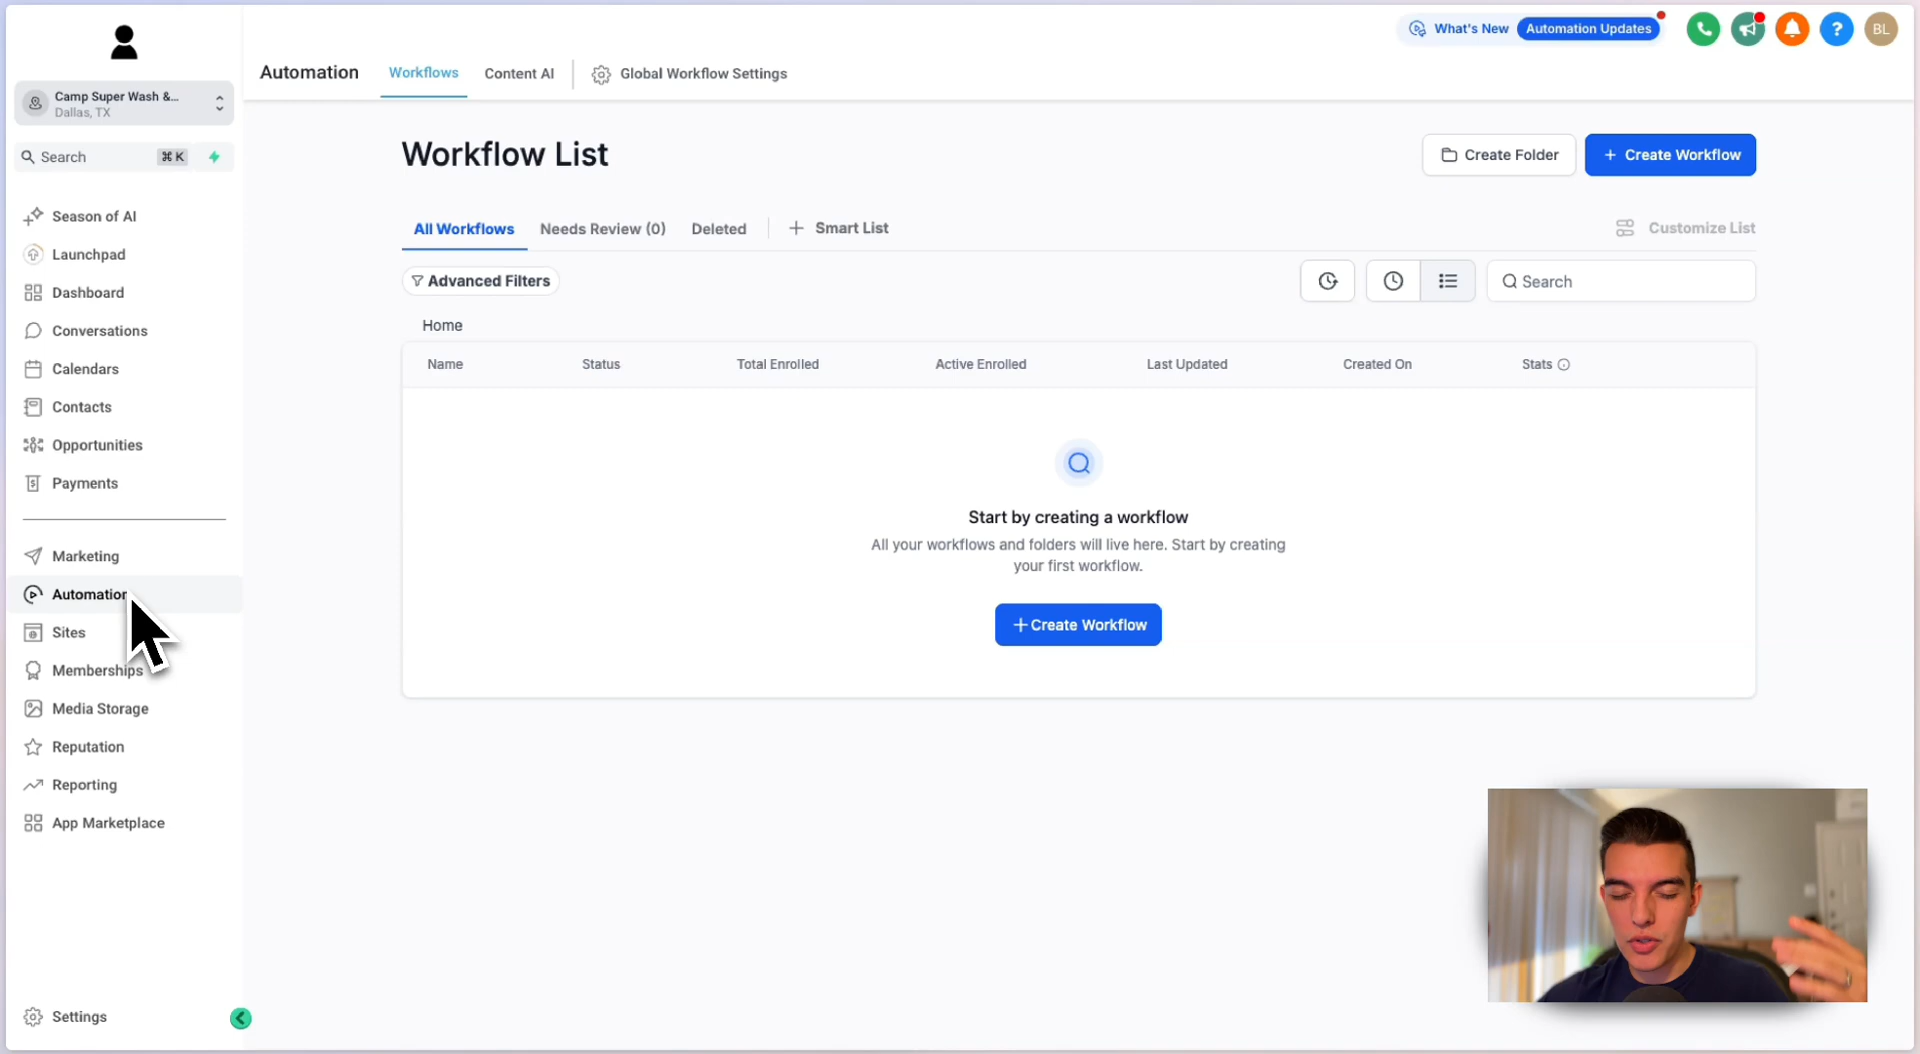 What's New
Automation Updates
BL
Automation
Workflows
Content AI
Global Workflow Settings
Camp Super Wash &...
Dallas, TX
Search
⌘ K
Season of AI
Launchpad
Dashboard
Conversations
Calendars
Contacts
Opportunities
Payments
Marketing
Automation
Sites
Memberships
Media Storage
Reputation
Reporting
App Marketplace
Settings
Workflow List
Create Folder
+ Create Workflow
All Workflows
Needs Review (0)
Deleted
+ Smart List
Customize List
Advanced Filters
Search
Home
Name Status Total Enrolled Active Enrolled Last Updated Created On Stats
Start by creating a workflow
All your workflows and folders will live here. Start by creating
your first workflow.
+ Create Workflow